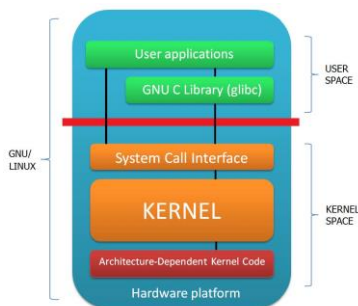 User applications
GNU C Library (glibc)
USER
SPACE
GNU/
LINUX
System Call Interface
KERNEL
KERNEL
SPACE
Architecture-Dependent Kernel Code
Hardware platform